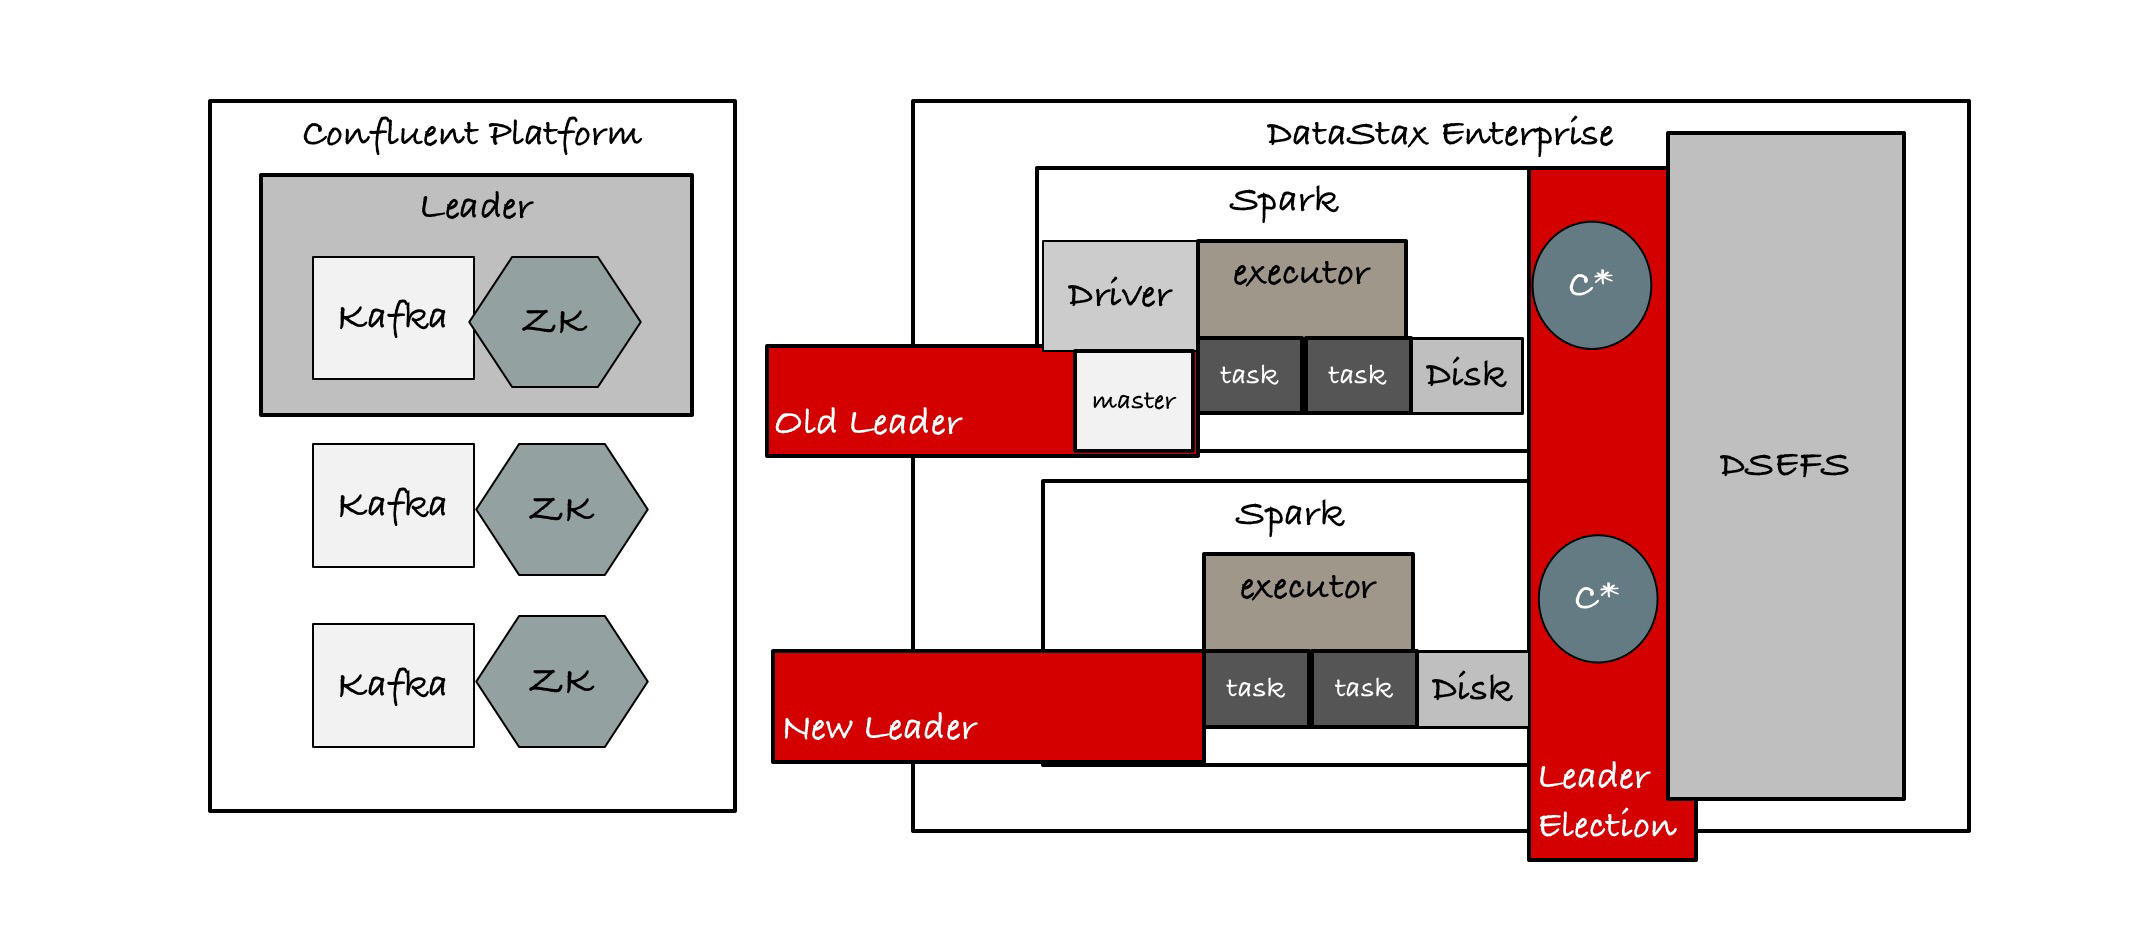 Confluent Platform
Leader
Kafka
ZK
Kafka
ZK
Kafka
ZK
DataStax Enterprise
Spark
Driver
executor
master
task
task
Disk
Old Leader
C*
Spark
executor
task
task
Disk
New Leader
C*
Leader
Election
DSEFS